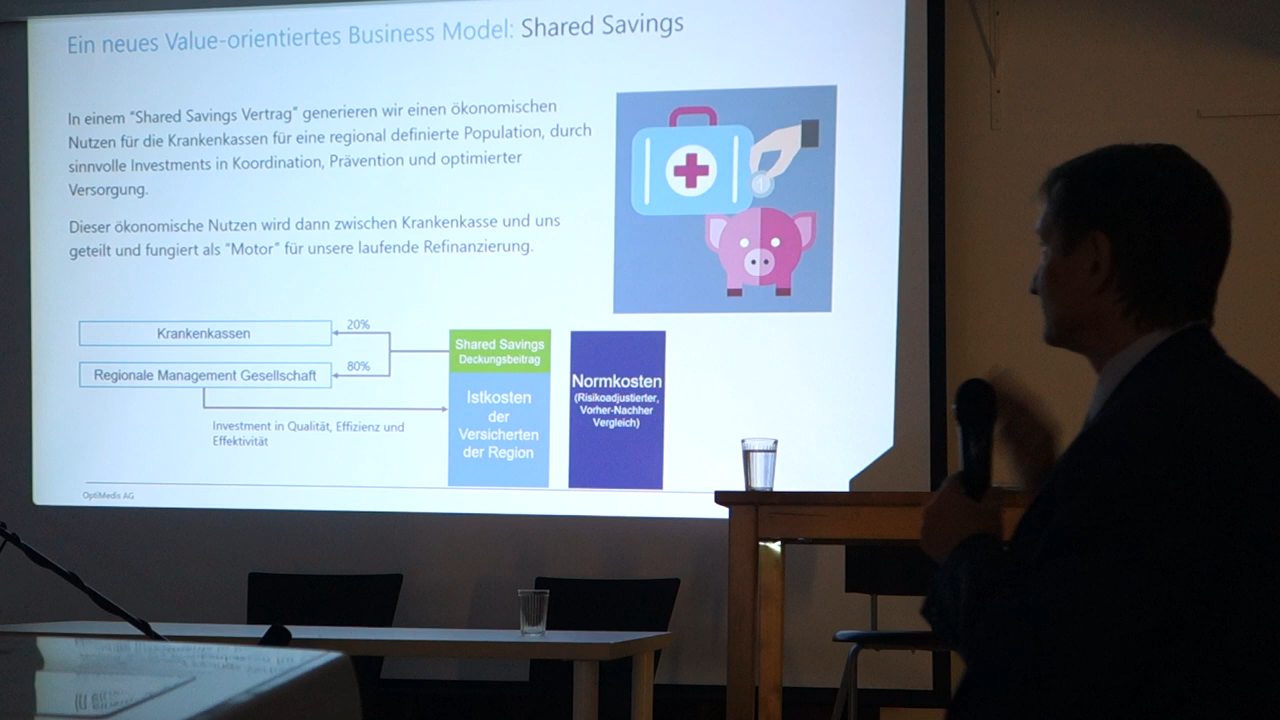 Ein neues Value-orientiertes Business Model: Shared Savings
In einem “Shared Savings Vertrag” generieren wir einen ökonomischen
Nutzen für die Krankenkassen für eine regional definierte Population, durch
sinnvolle Investments in Koordination, Prävention und optimierter
Versorgung.
Dieser ökonomische Nutzen wird dann zwischen Krankenkasse und uns
geteilt und fungiert als “Motor” für unsere laufende Refinanzierung.
1
Krankenkassen
20%
Regionale Management Gesellschaft
80%
Investment in Qualität, Effizienz und
Effektivität
Shared Savings
Deckungsbeitrag
Istkosten
der
Versicherten
der Region
Normkosten
(Risikoadjustierter,
Vorher-Nachher
Vergleich)
OptiMedis AG